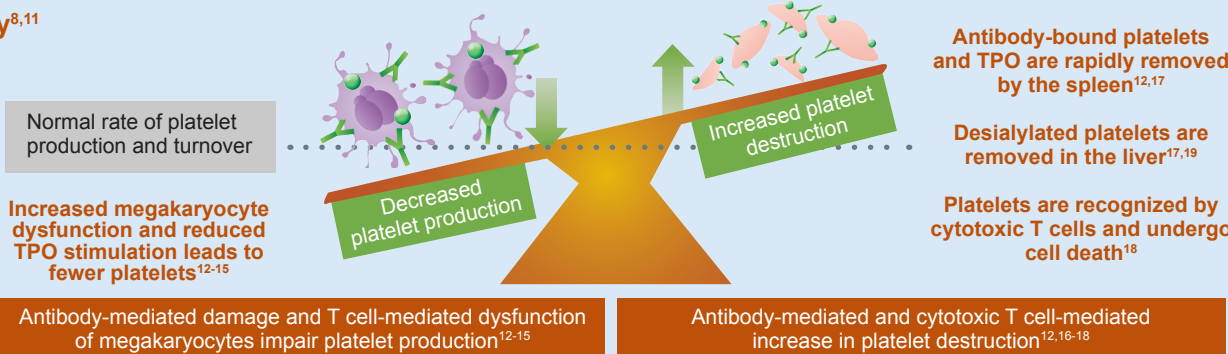 y8,11
Normal rate of platelet
production and turnover
Increased megakaryocyte
dysfunction and reduced
TPO stimulation leads to
fewer platelets12-15
Decreased
platelet production
Increased platelet
destruction
Antibody-bound platelets
and TPO are rapidly removed
by the spleen12,17
Desialylated platelets are
removed in the liver17,19
Platelets are recognized by
cytotoxic T cells and undergo
cell death18
Antibody-mediated damage and T cell-mediated dysfunction
of megakaryocytes impair platelet production12-15
Antibody-mediated and cytotoxic T cell-mediated
increase in platelet destruction12,16-18